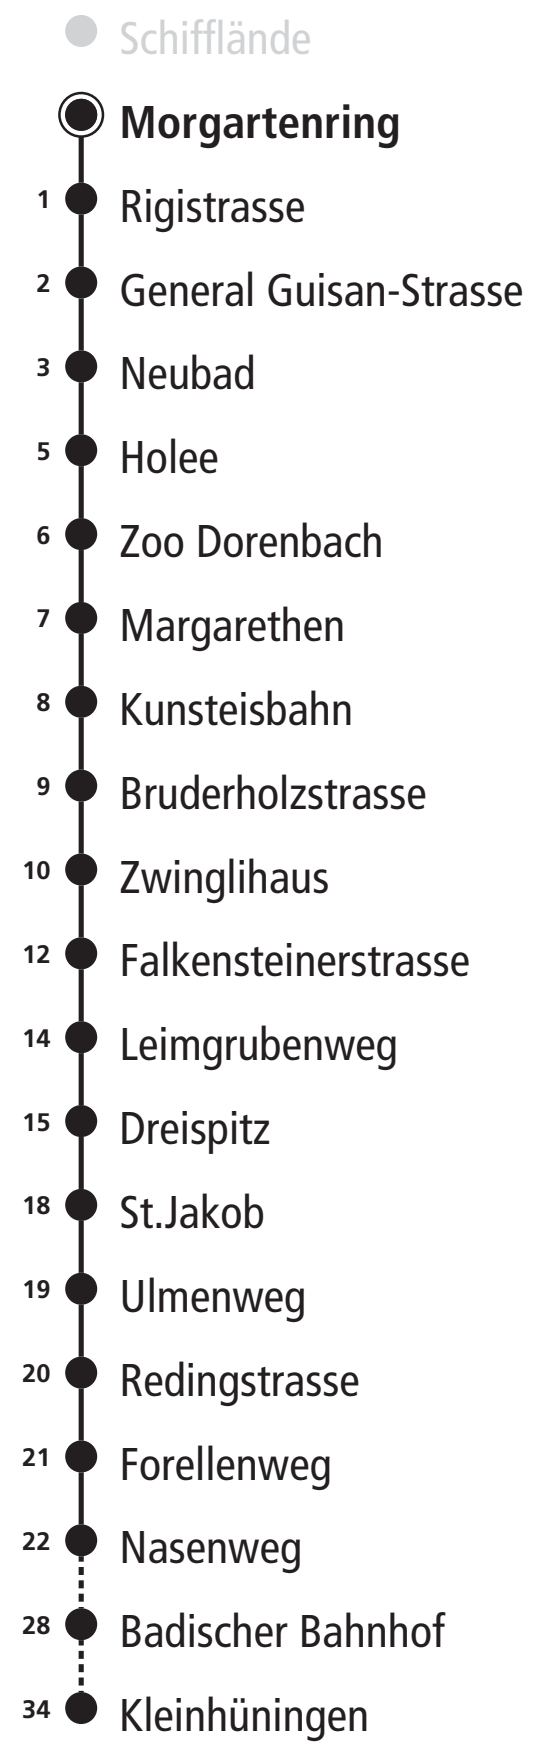 Schifflände
Morgartenring
1 Rigistrasse
2 General Guisan-Strasse
3 Neubad
5 Holee
6 Zoo Dorenbach
7 Margarethen
8 Kunsteisbahn
9 Bruderholzstrasse
10 Zwinglihaus
12 Falkensteinerstrasse
14 Leimgrubenweg
15 Dreispitz
18 St.Jakob
19 Ulmenweg
20 Redingstrasse
21 Forellenweg
22 Nasenweg
28 Badischer Bahnhof
34 Kleinhüningen